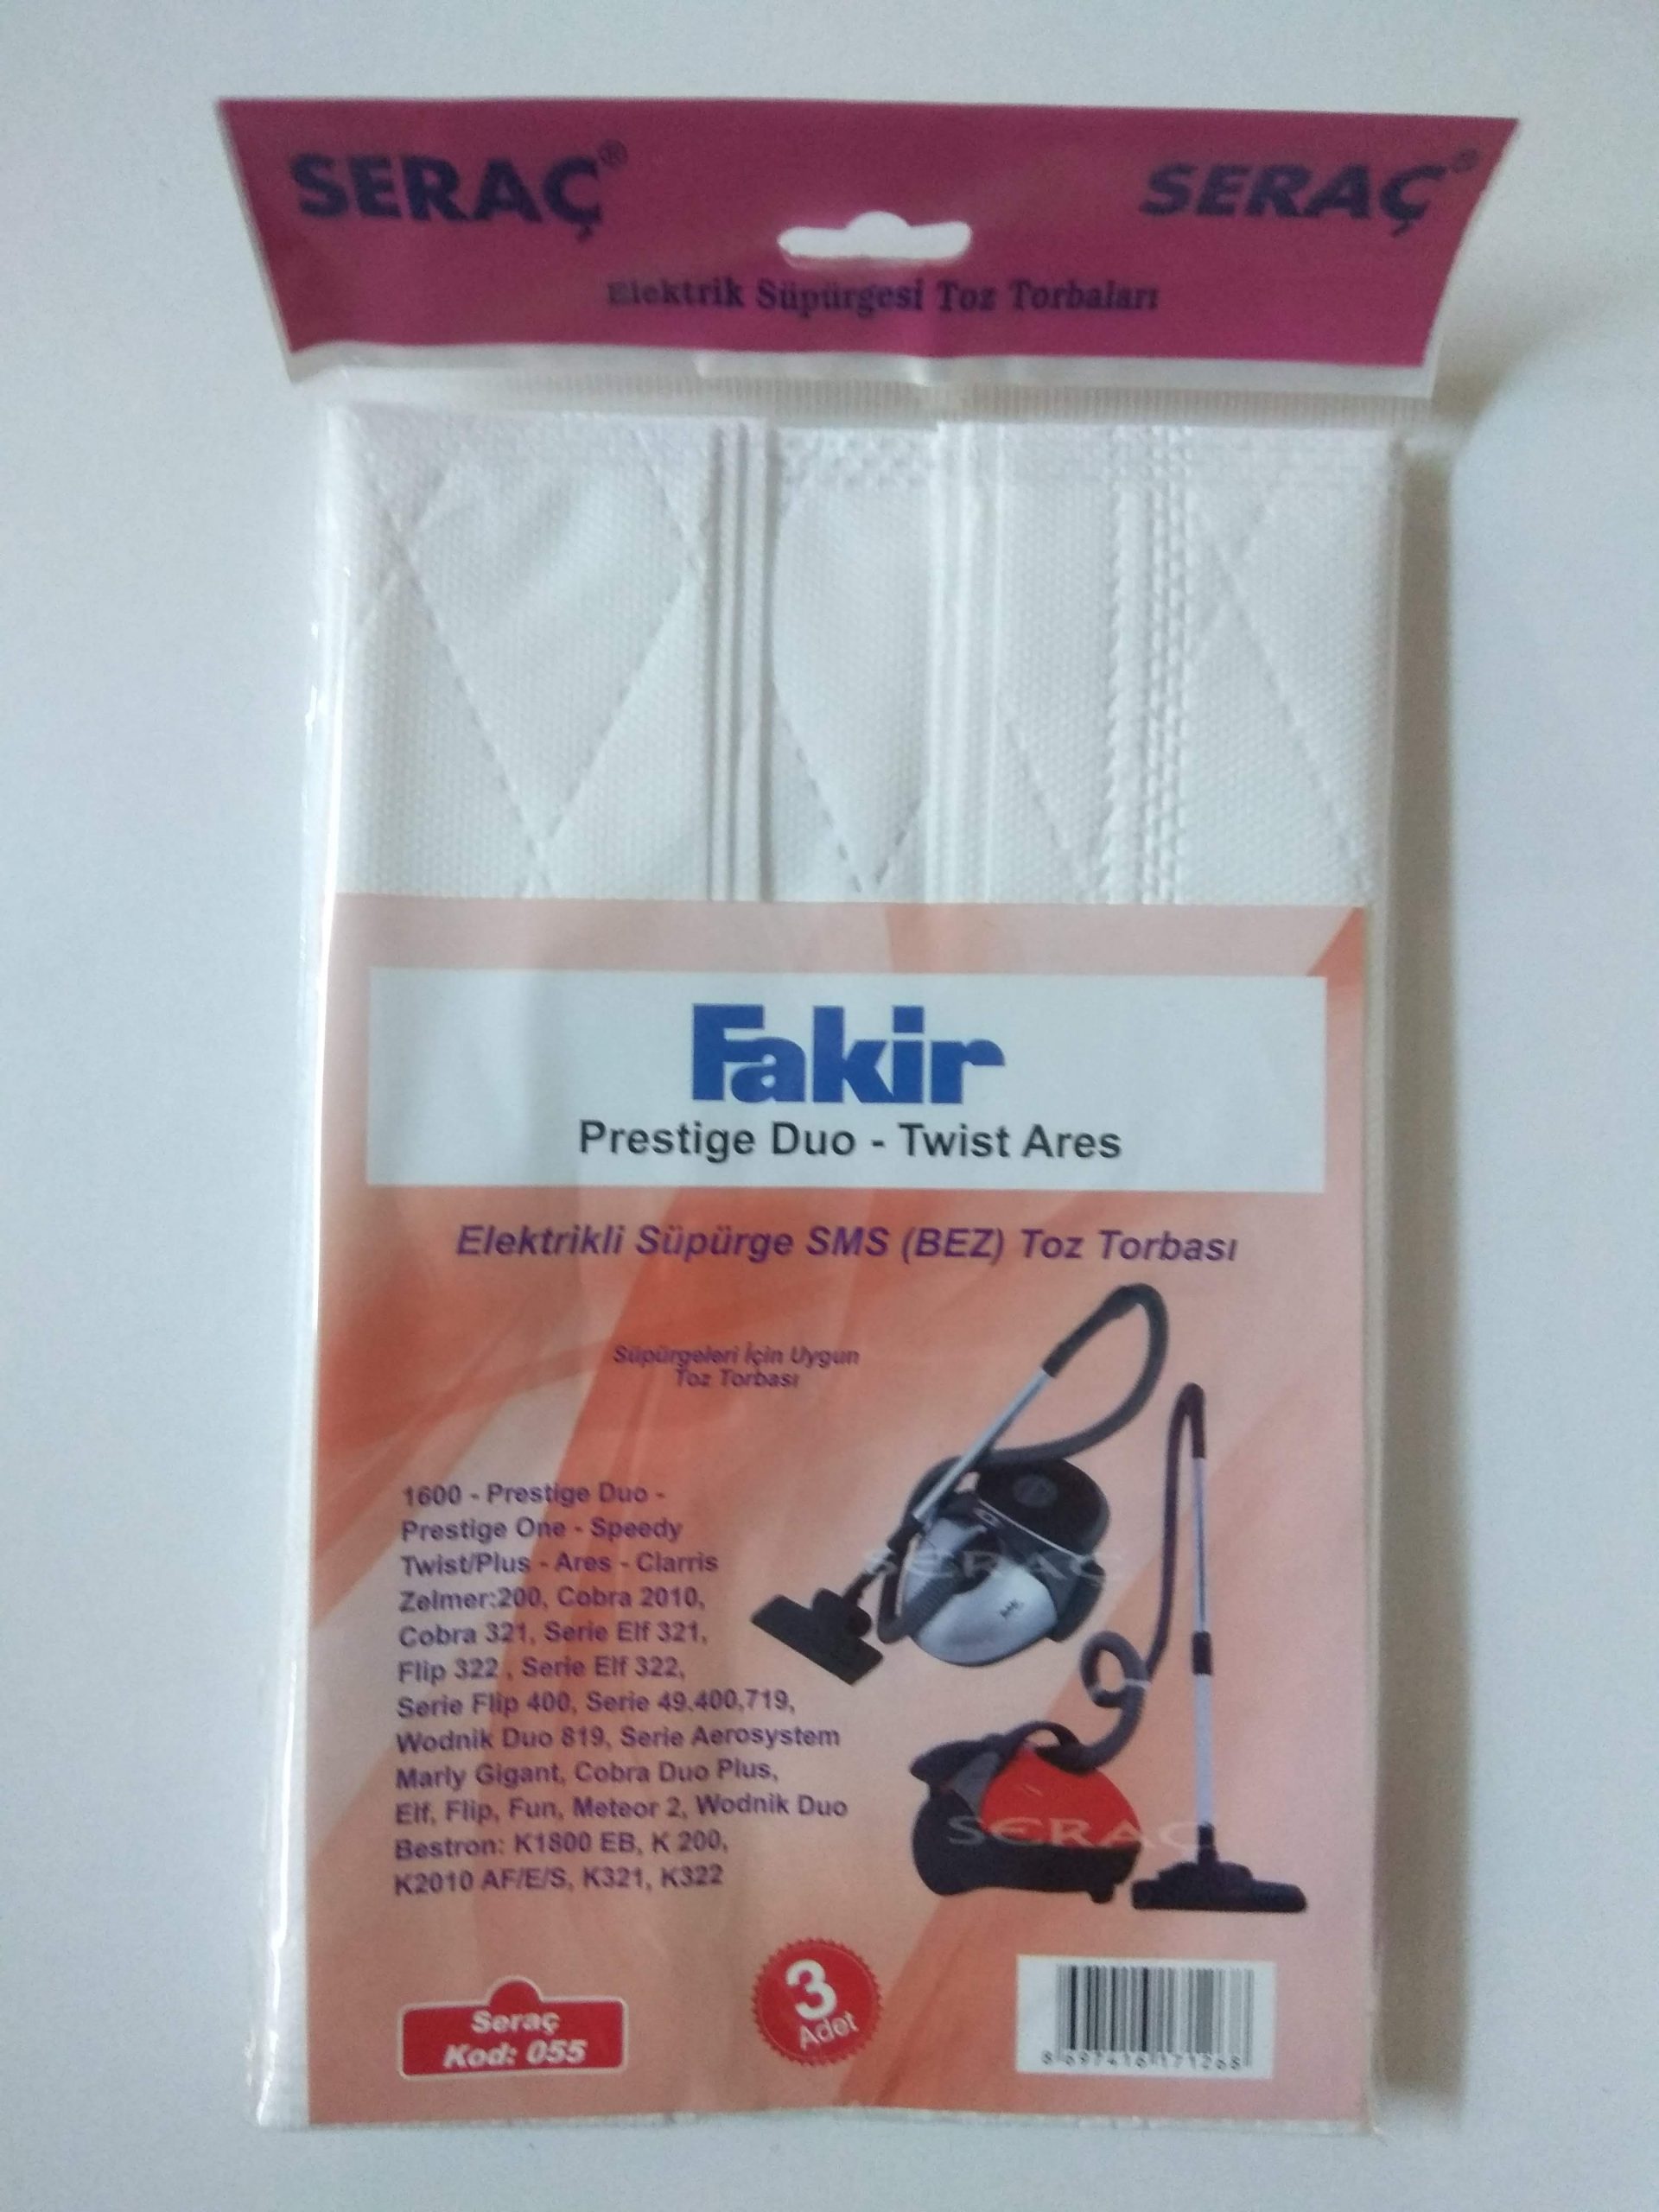 SERAÇ®
SERAÇ®
Elektrik Süpürgesi Toz Torbaları
Fakir
Prestige Duo - Twist Ares
Elektrikli Süpürge SMS (BEZ) Toz Torbası
Süpürgeleri İçin Uygun
Toz Torbası
1600 - Prestige Duo -
Prestige One - Speedy
Twist/Plus - Ares - Clarris
Zelmer:200, Cobra 2010,
Cobra 321, Serie Elf 321,
Flip 322 , Serie Elf 322,
Serie Flip 400, Serie 49.400,719,
Wodnik Duo 819, Serie Aerosystem
Marly Gigant, Cobra Duo Plus,
Elf, Flip, Fun, Meteor 2, Wodnik Duo
Bestron: K1800 EB, K 200,
K2010 AF/E/S, K321, K322
SERAÇ
SERAÇ
Seraç
Kod: 055
3
Adet
8 697416 171268